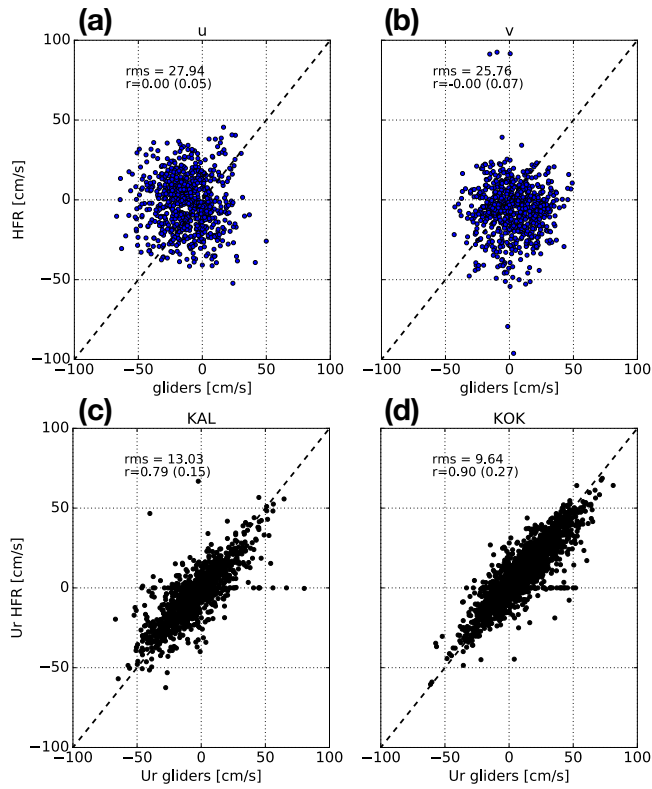 (a)
u
(b)
v
rms = 27.94
r=0.00 (0.05)
rms = 25.76
r=-0.00 (0.07)
HFR [cm/s]
100
50
0
−50
−100
−100 −50 0 50 100
gliders [cm/s]
−100 −50 0 50 100
gliders [cm/s]
(c)
KAL
(d)
KOK
rms = 13.03
r=0.79 (0.15)
rms = 9.64
r=0.90 (0.27)
Ur HFR [cm/s]
100
50
0
−50
−100
−100 −50 0 50 100
Ur gliders [cm/s]
−100 −50 0 50 100
Ur gliders [cm/s]